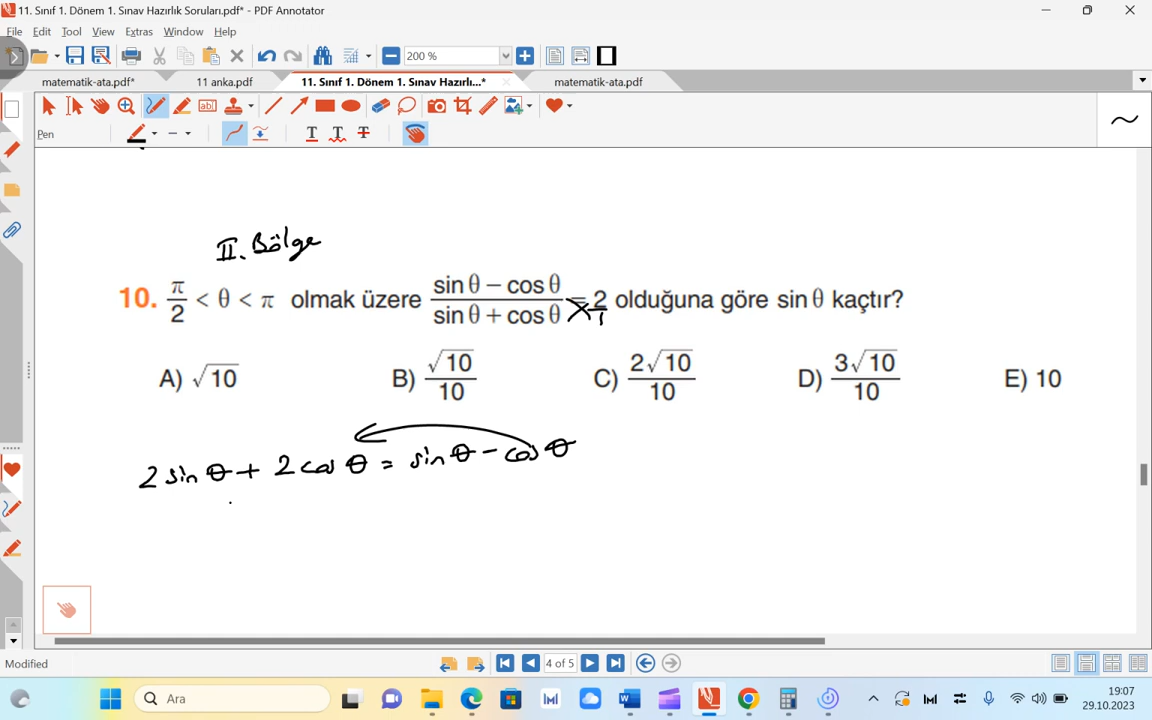 11. Sınıf 1. Dönem 1. Sınav Hazırlık Soruları.pdf* - PDF Annotator
File Edit Tool View Extras Window Help
200 %
matematik-ata.pdf* 11 anka.pdf 11. Sınıf 1. Dönem 1. Sınav Hazırlı...* matematik-ata.pdf
Pen
II. Bölge
10. π/2 < θ < π olmak üzere (sin θ − cos θ)/(sin θ + cos θ) = 2/1 olduğuna göre sin θ kaçtır?
A) √10 B) √10/10 C) 2√10/10 D) 3√10/10 E) 10
2 sin θ + 2 cos θ = sin θ − cos θ
Modified 4 of 5
Ara 19:07
29.10.2023